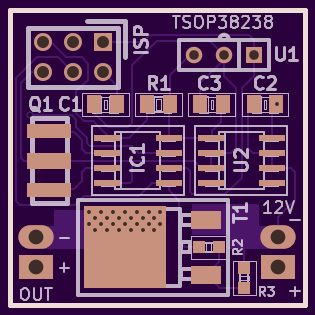 TSOP38238
ISP
U1
R1 C3 C2
Q1 C1
IC1
U2
T1
12V
R2
− −
+
OUT
R3 +